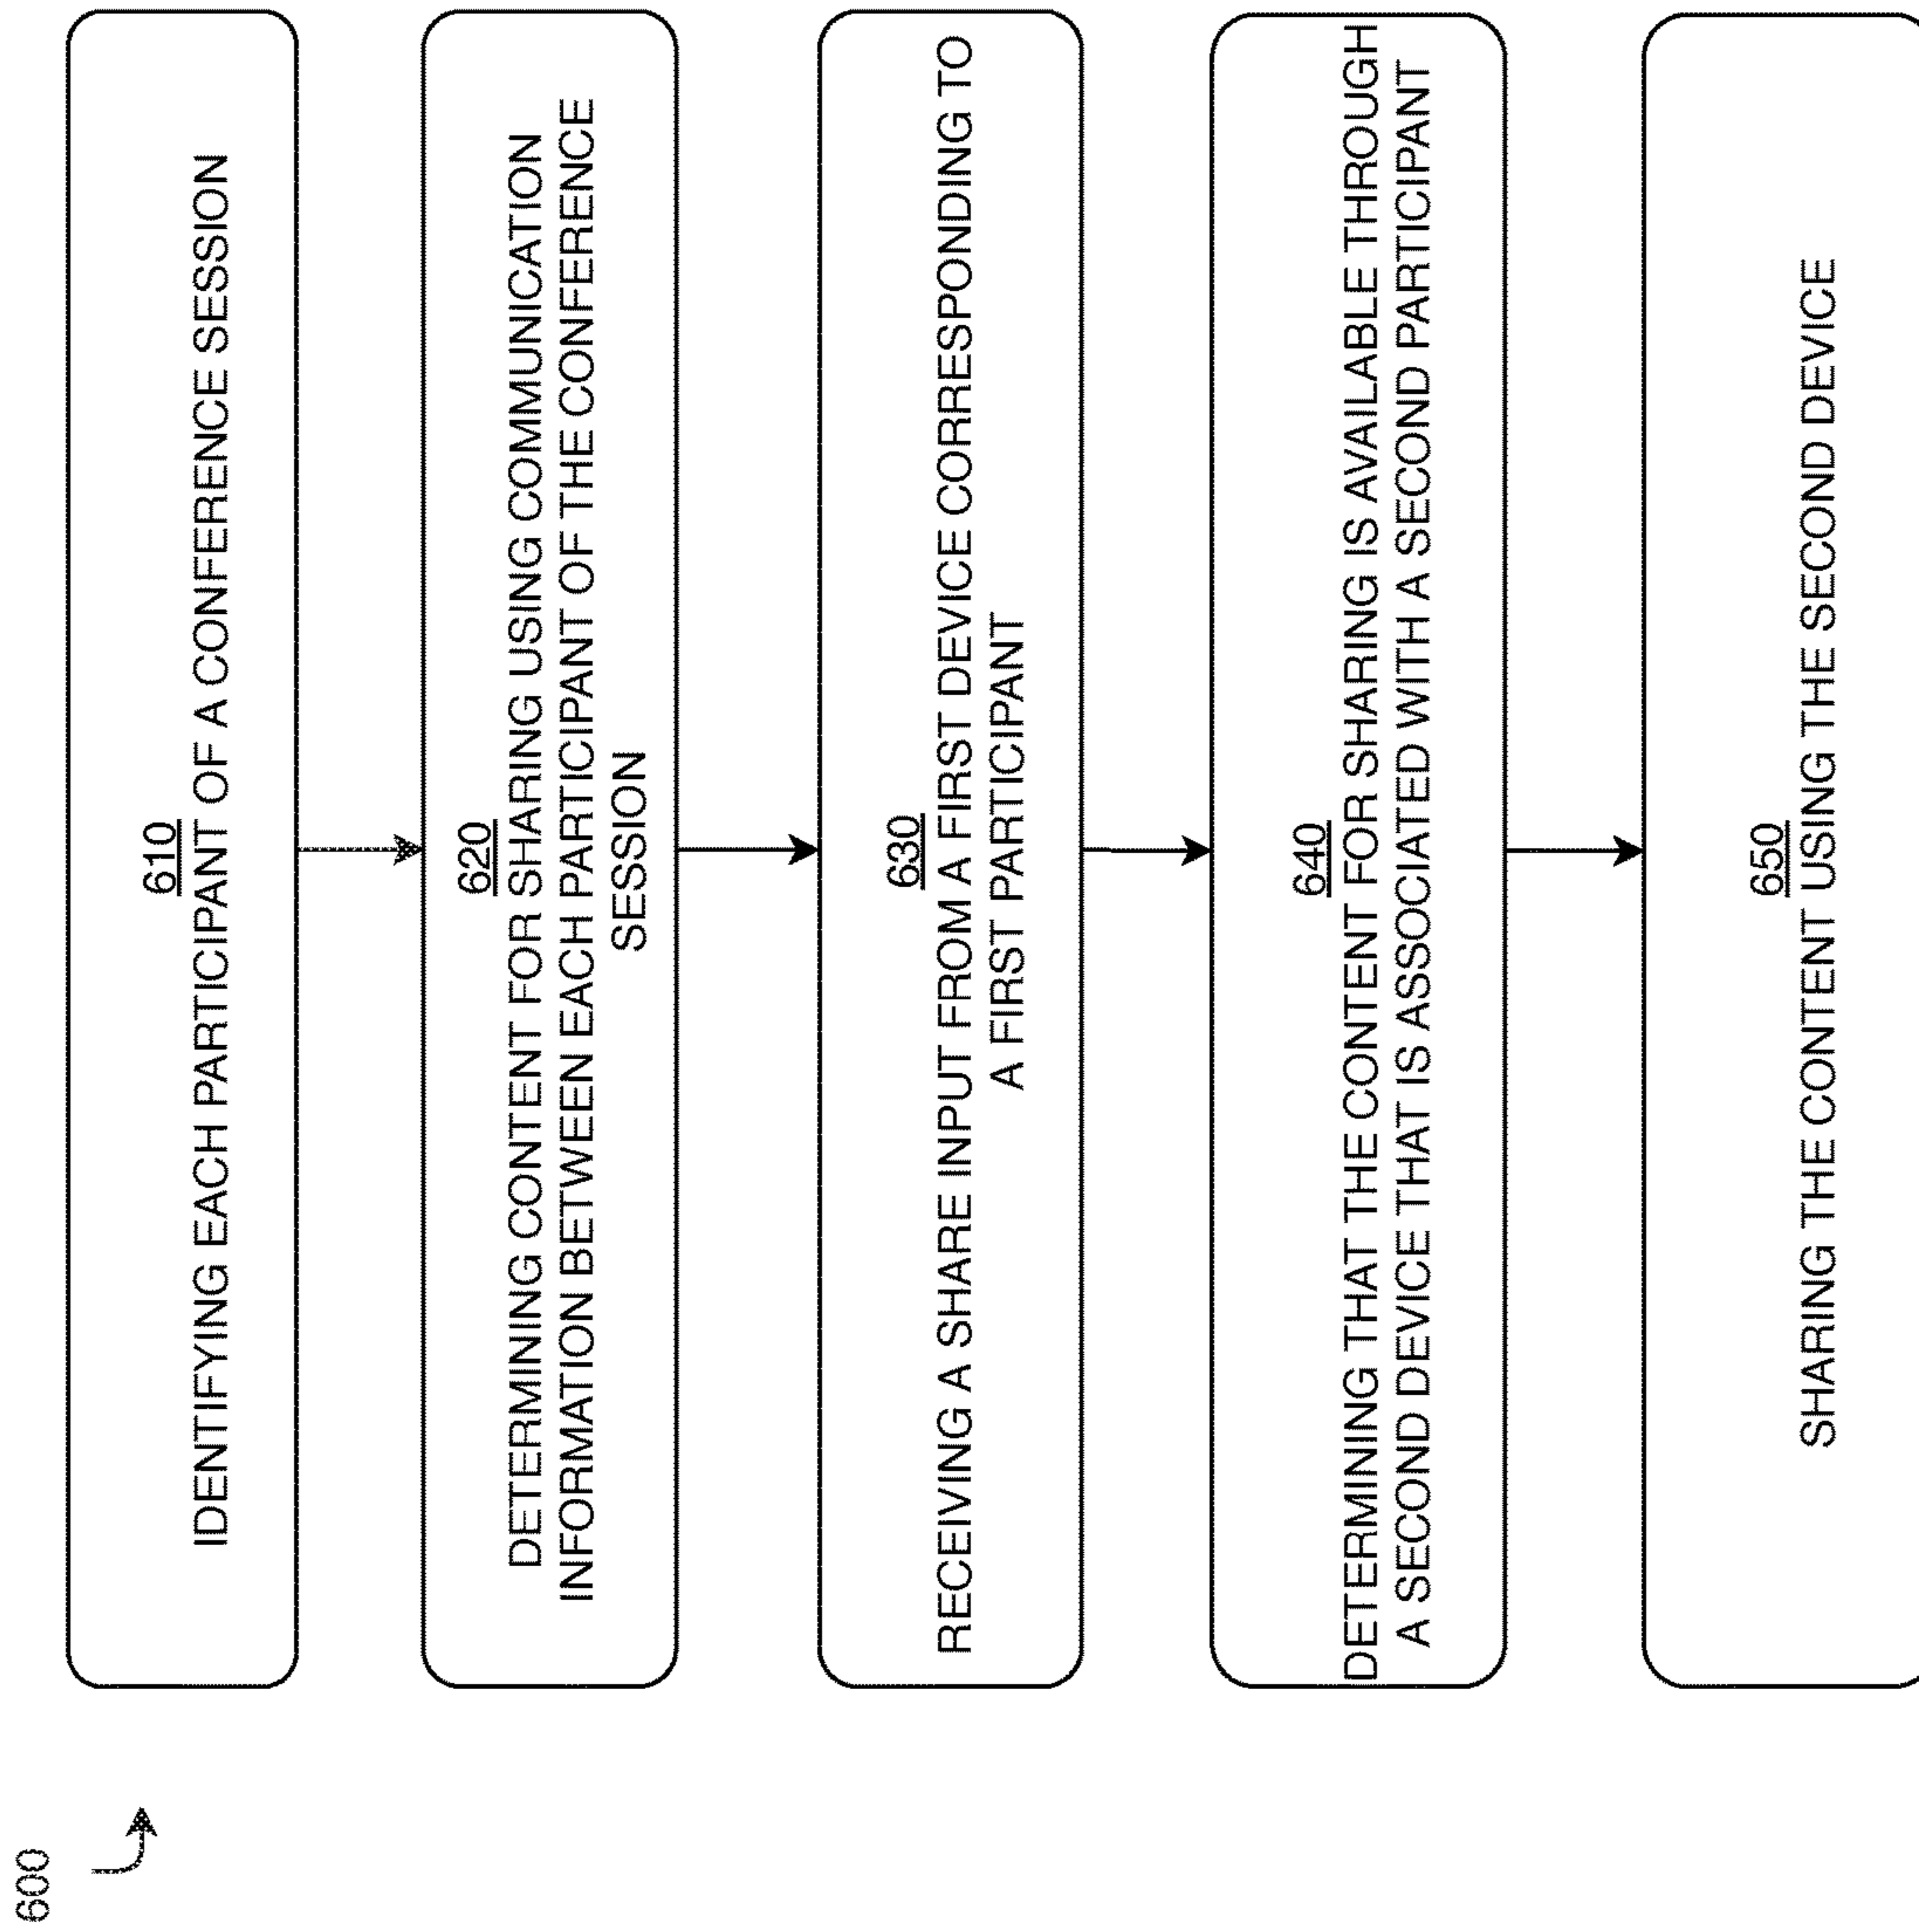 600
610
IDENTIFYING EACH PARTICIPANT OF A CONFERENCE SESSION
620
DETERMINING CONTENT FOR SHARING USING COMMUNICATION
INFORMATION BETWEEN EACH PARTICIPANT OF THE CONFERENCE
SESSION
630
RECEIVING A SHARE INPUT FROM A FIRST DEVICE CORRESPONDING TO
A FIRST PARTICIPANT
640
DETERMINING THAT THE CONTENT FOR SHARING IS AVAILABLE THROUGH
A SECOND DEVICE THAT IS ASSOCIATED WITH A SECOND PARTICIPANT
650
SHARING THE CONTENT USING THE SECOND DEVICE